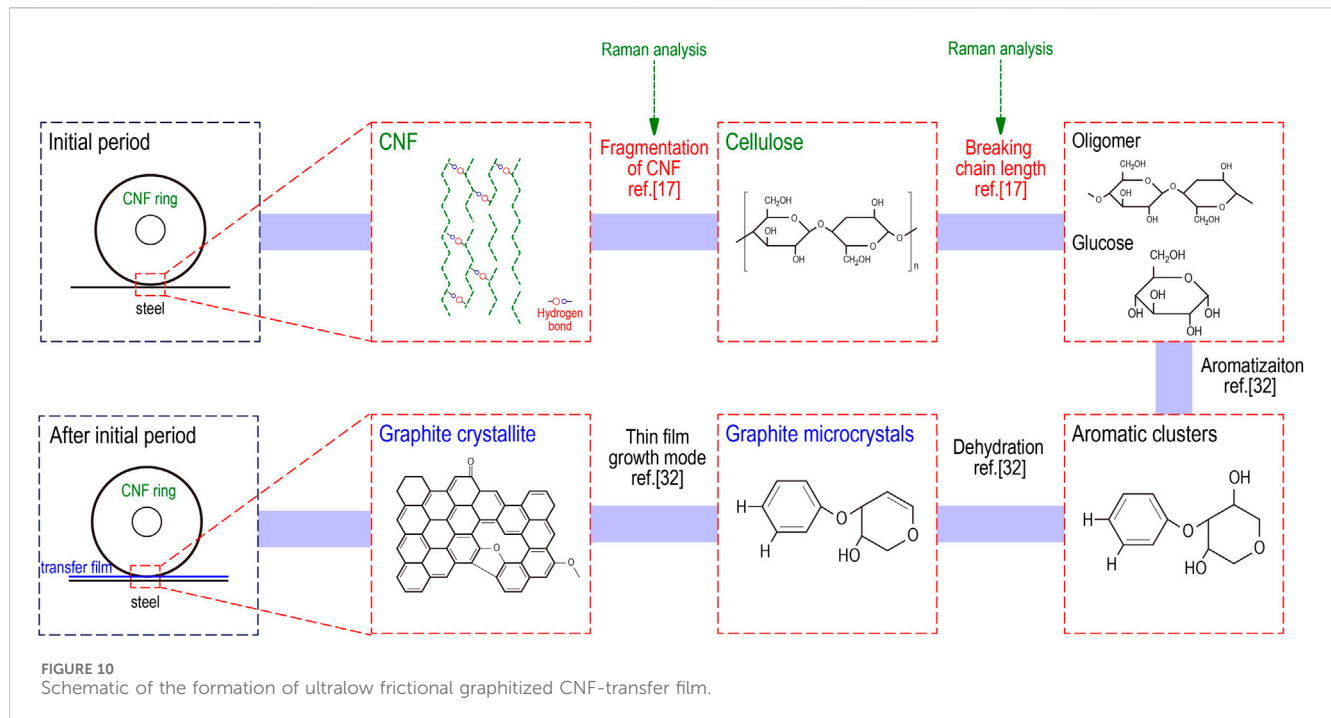 Raman analysis
Raman analysis
Initial period
CNF ring
steel
CNF
Hydrogen
bond
Fragmentation
of CNF
ref.[17]
Cellulose
CH₂OH
OH
OH
O
O
OH
O
CH₂OH
O
n
Breaking
chain length
ref.[17]
Oligomer
CH₂OH
OH
OH
O
O
OH
O
CH₂OH
O
Glucose
CH₂OH
O
OH
OH
OH
OH
Aromatizaiton
ref.[32]
After initial period
CNF ring
transfer film
steel
Graphite crystallite
O
O
O
Thin film
growth mode
ref.[32]
Graphite microcrystals
H
H
O
HO
O
Dehydration
ref.[32]
Aromatic clusters
OH
H
H
O
HO
O
FIGURE 10
Schematic of the formation of ultralow frictional graphitized CNF-transfer film.